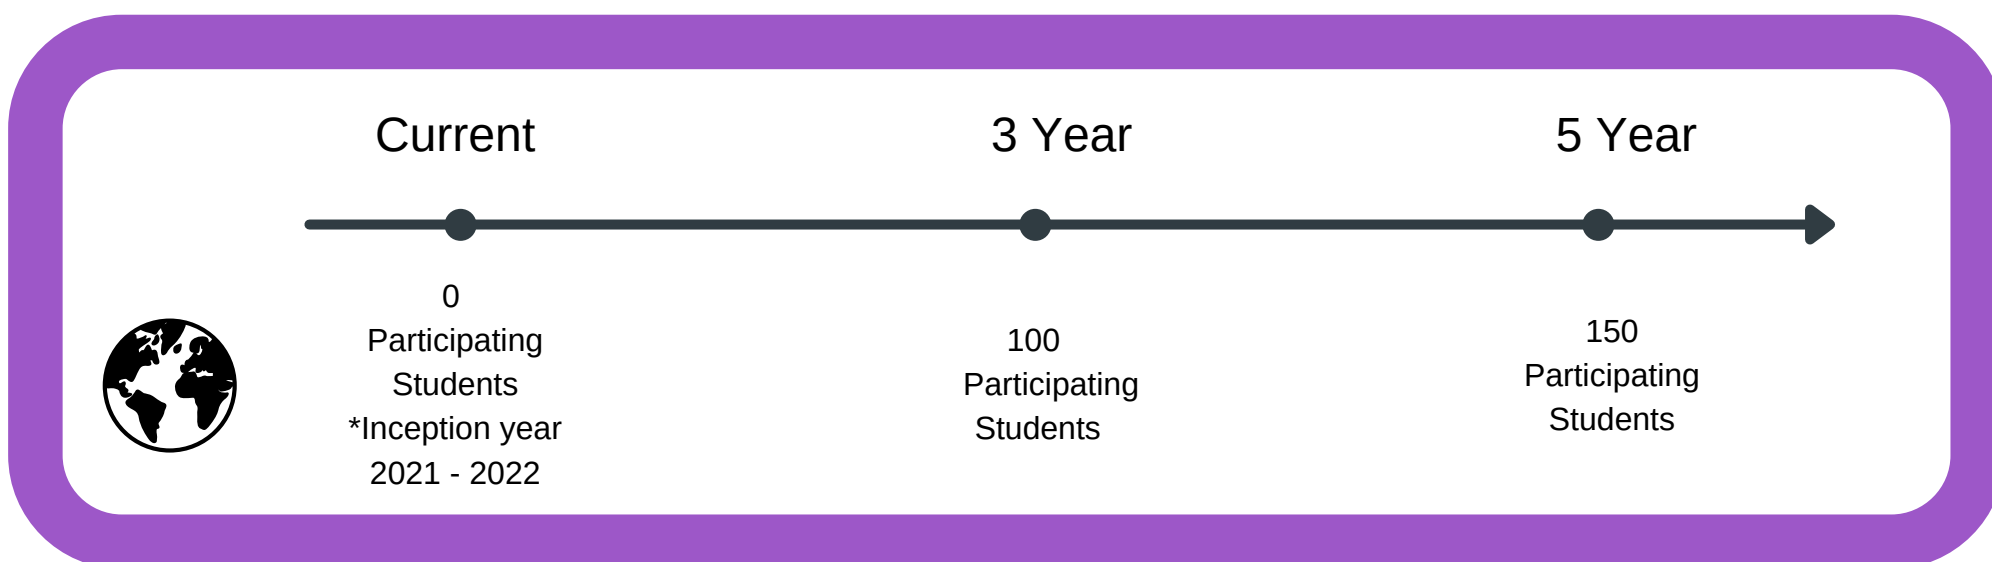 Current
0
Participating
Students
*Inception year
2021 - 2022
3 Year
100
Participating
Students
5 Year
150
Participating
Students